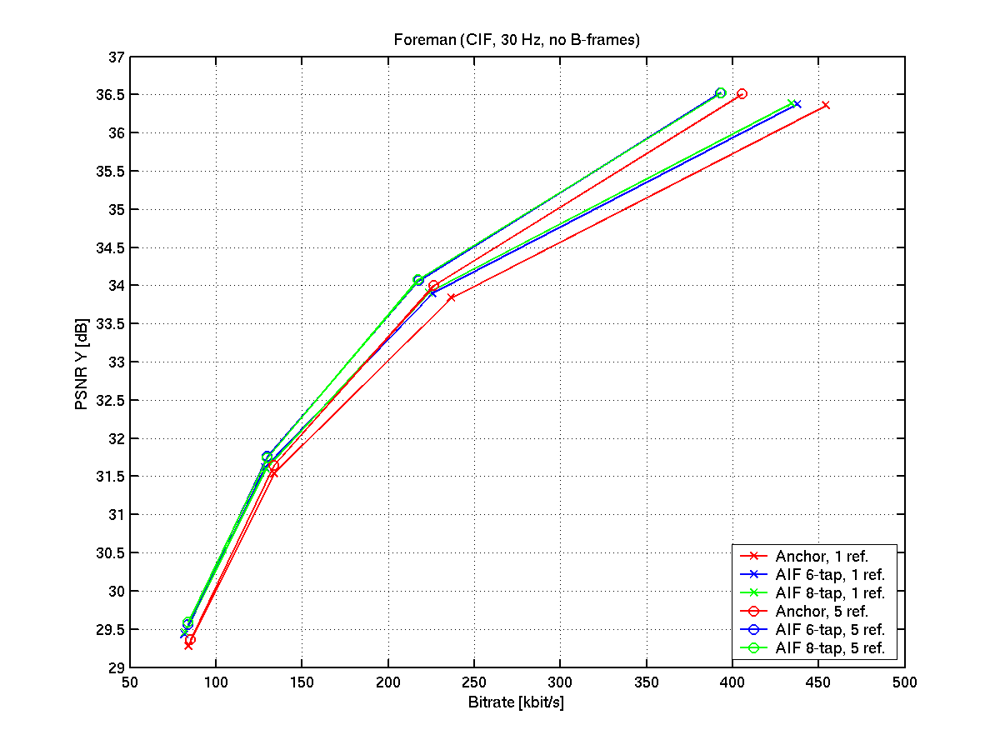 Foreman (CIF, 30 Hz, no B-frames)
37
36.5
36
35.5
35
34.5
34
33.5
33
32.5
32
31.5
31
30.5
30
29.5
29
PSNR Y [dB]
50 100 150 200 250 300 350 400 450 500
Bitrate [kbit/s]
Anchor, 1 ref.
AIF 6-tap, 1 ref.
AIF 8-tap, 1 ref.
Anchor, 5 ref.
AIF 6-tap, 5 ref.
AIF 8-tap, 5 ref.